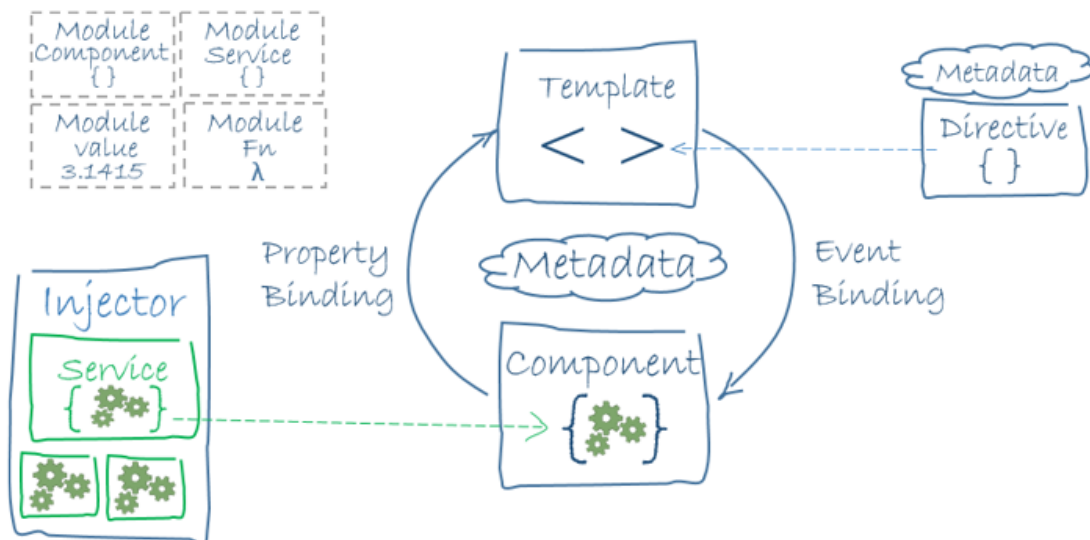 Module
Component
{ }
Module
Service
{ }
Module
value
3.1415
Module
Fn
λ
Template
< >
Metadata
Directive
{ }
Property
Binding
Metadata
Event
Binding
Injector
Service
{ }
Component
{ }